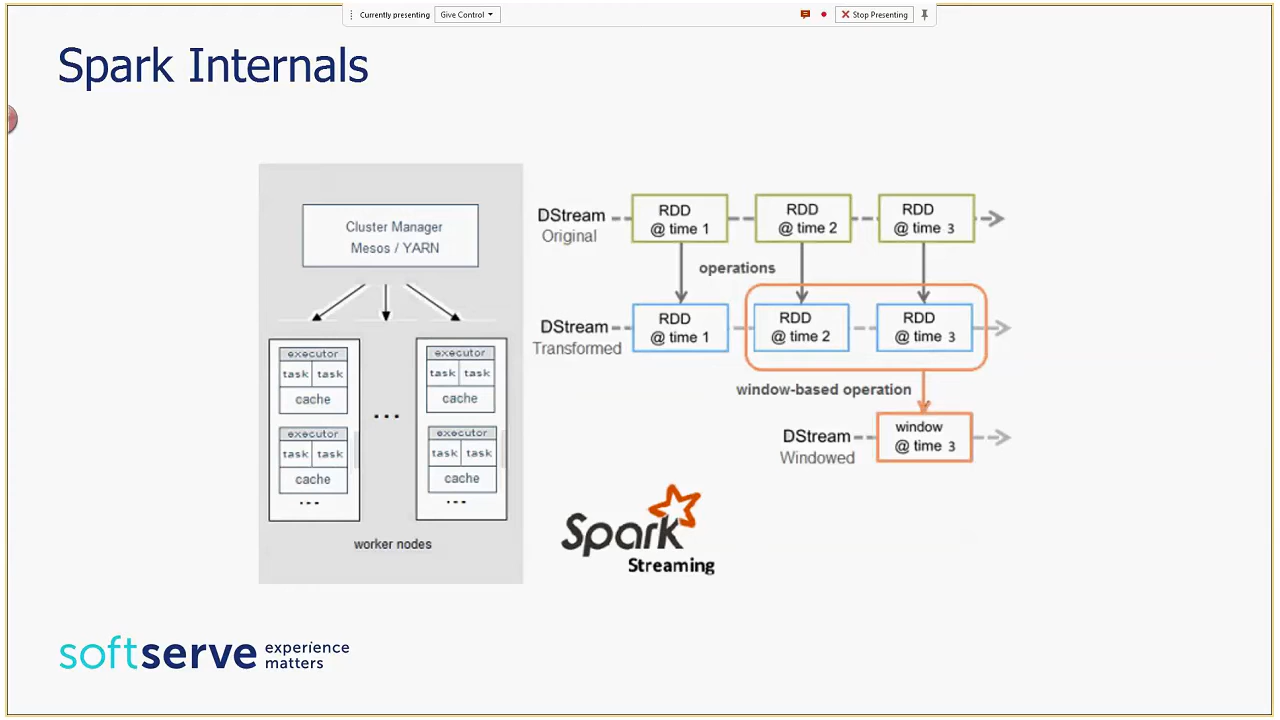 Currently presenting
Give Control
Stop Presenting
Spark Internals
Cluster Manager
Mesos / YARN
executor
task task
cache
executor
task task
cache
...
...
executor
task task
cache
executor
task task
cache
...
worker nodes
DStream
Original
RDD
@ time 1
RDD
@ time 2
RDD
@ time 3
operations
DStream
Transformed
RDD
@ time 1
RDD
@ time 2
RDD
@ time 3
window-based operation
DStream
Windowed
window
@ time 3
Spark
Streaming
softserve
experience
matters